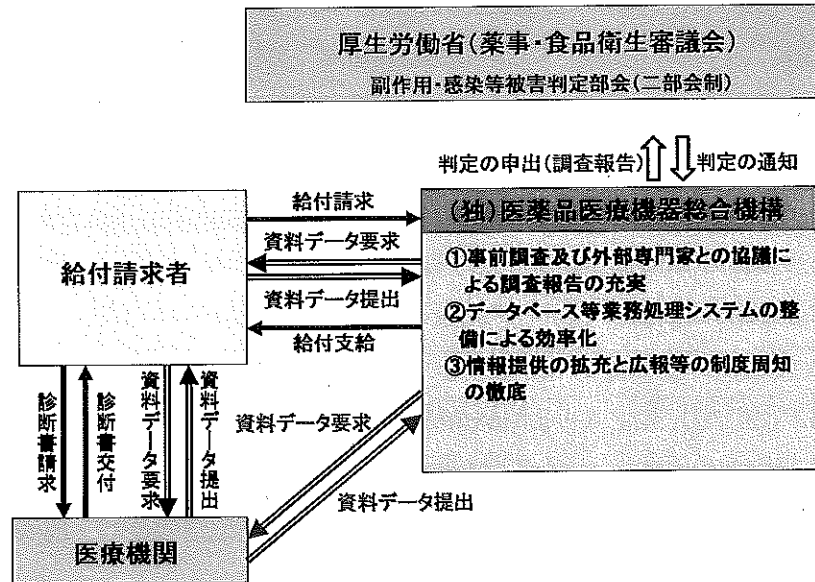 厚生労働省(薬事・食品衛生審議会)
副作用・感染等被害判定部会(二部会制)
判定の申出(調査報告)
判定の通知
給付請求
資料データ要求
資料データ提出
給付支給
給付請求者
(独)医薬品医療機器総合機構
①事前調査及び外部専門家との協議に
よる調査報告の充実
②データベース等業務処理システムの整
備による効率化
③情報提供の拡充と広報等の制度周知
の徹底
診断書請求
診断書交付
資料データ要求
資料データ提出
資料データ要求
資料データ提出
医療機関